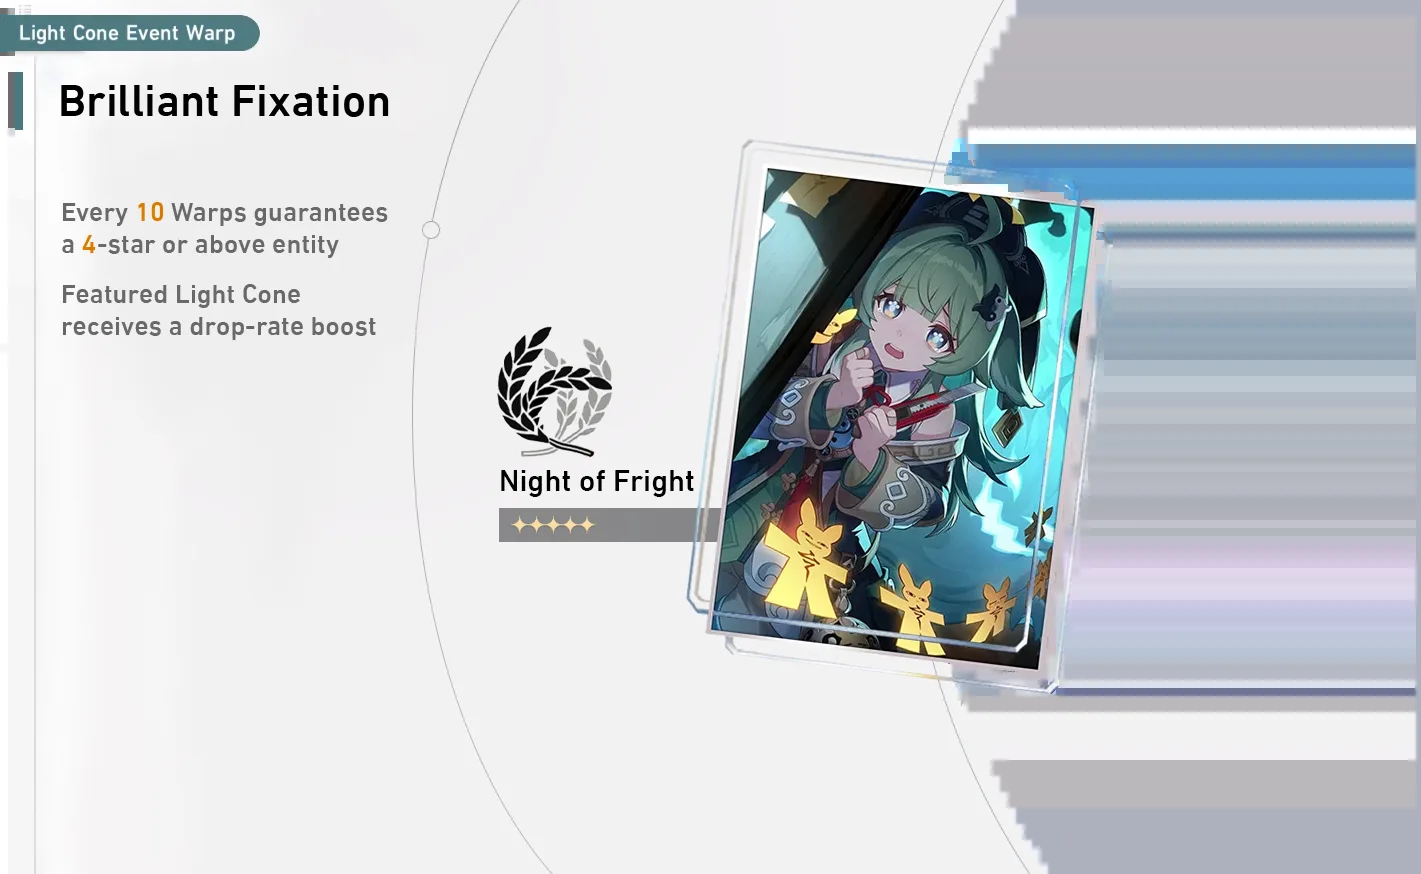 Light Cone Event Warp
Brilliant Fixation
Every 10 Warps guarantees
a 4-star or above entity
Featured Light Cone
receives a drop-rate boost
Night of Fright